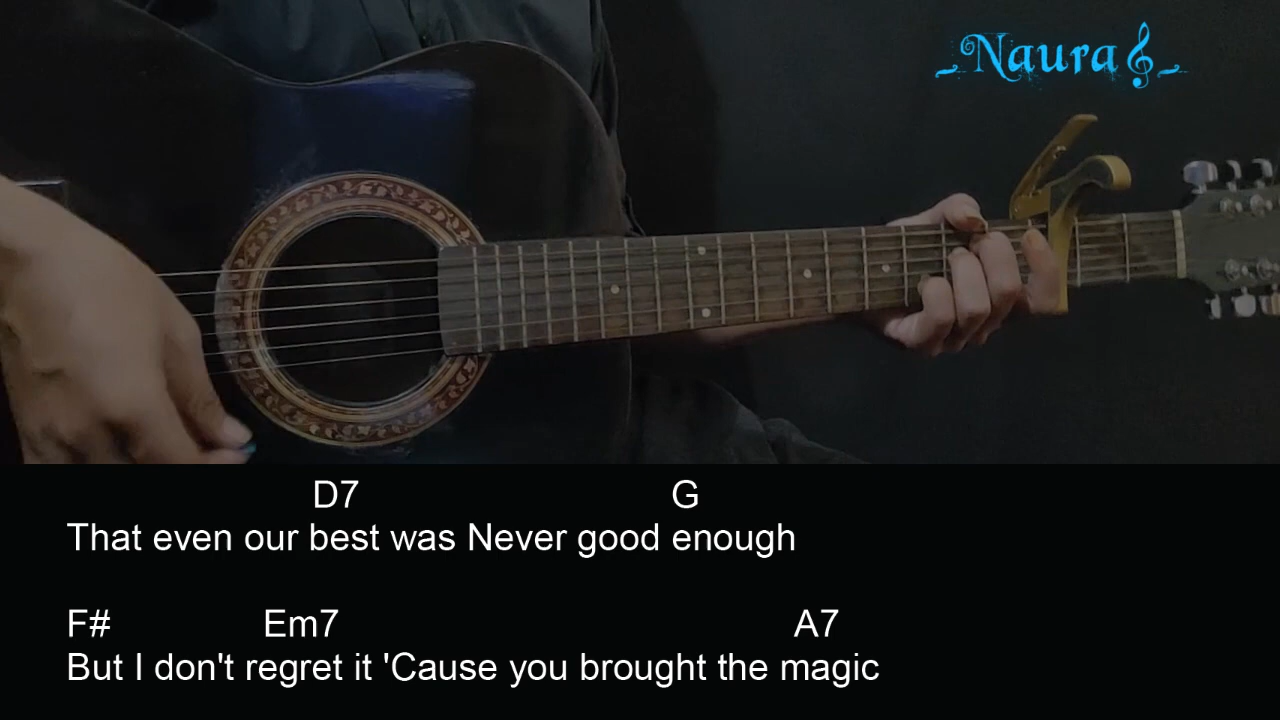 Naura
D7 G
That even our best was Never good enough
F# Em7 A7
But I don't regret it 'Cause you brought the magic